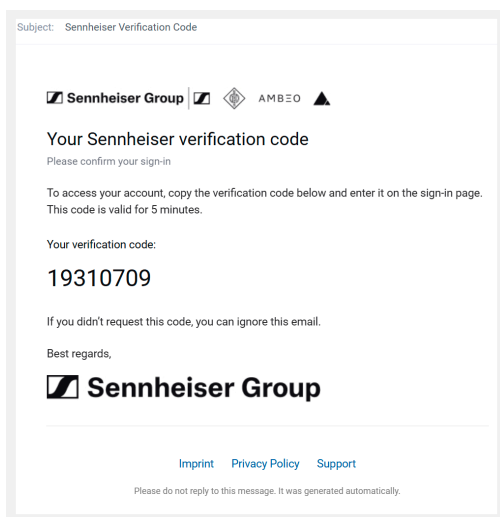 Subject: Sennheiser Verification Code
Sennheiser Group AMBEO
Your Sennheiser verification code
Please confirm your sign-in
To access your account, copy the verification code below and enter it on the sign-in page.
This code is valid for 5 minutes.
Your verification code:
19310709
If you didn't request this code, you can ignore this email.
Best regards,
Sennheiser Group
Imprint Privacy Policy Support
Please do not reply to this message. It was generated automatically.